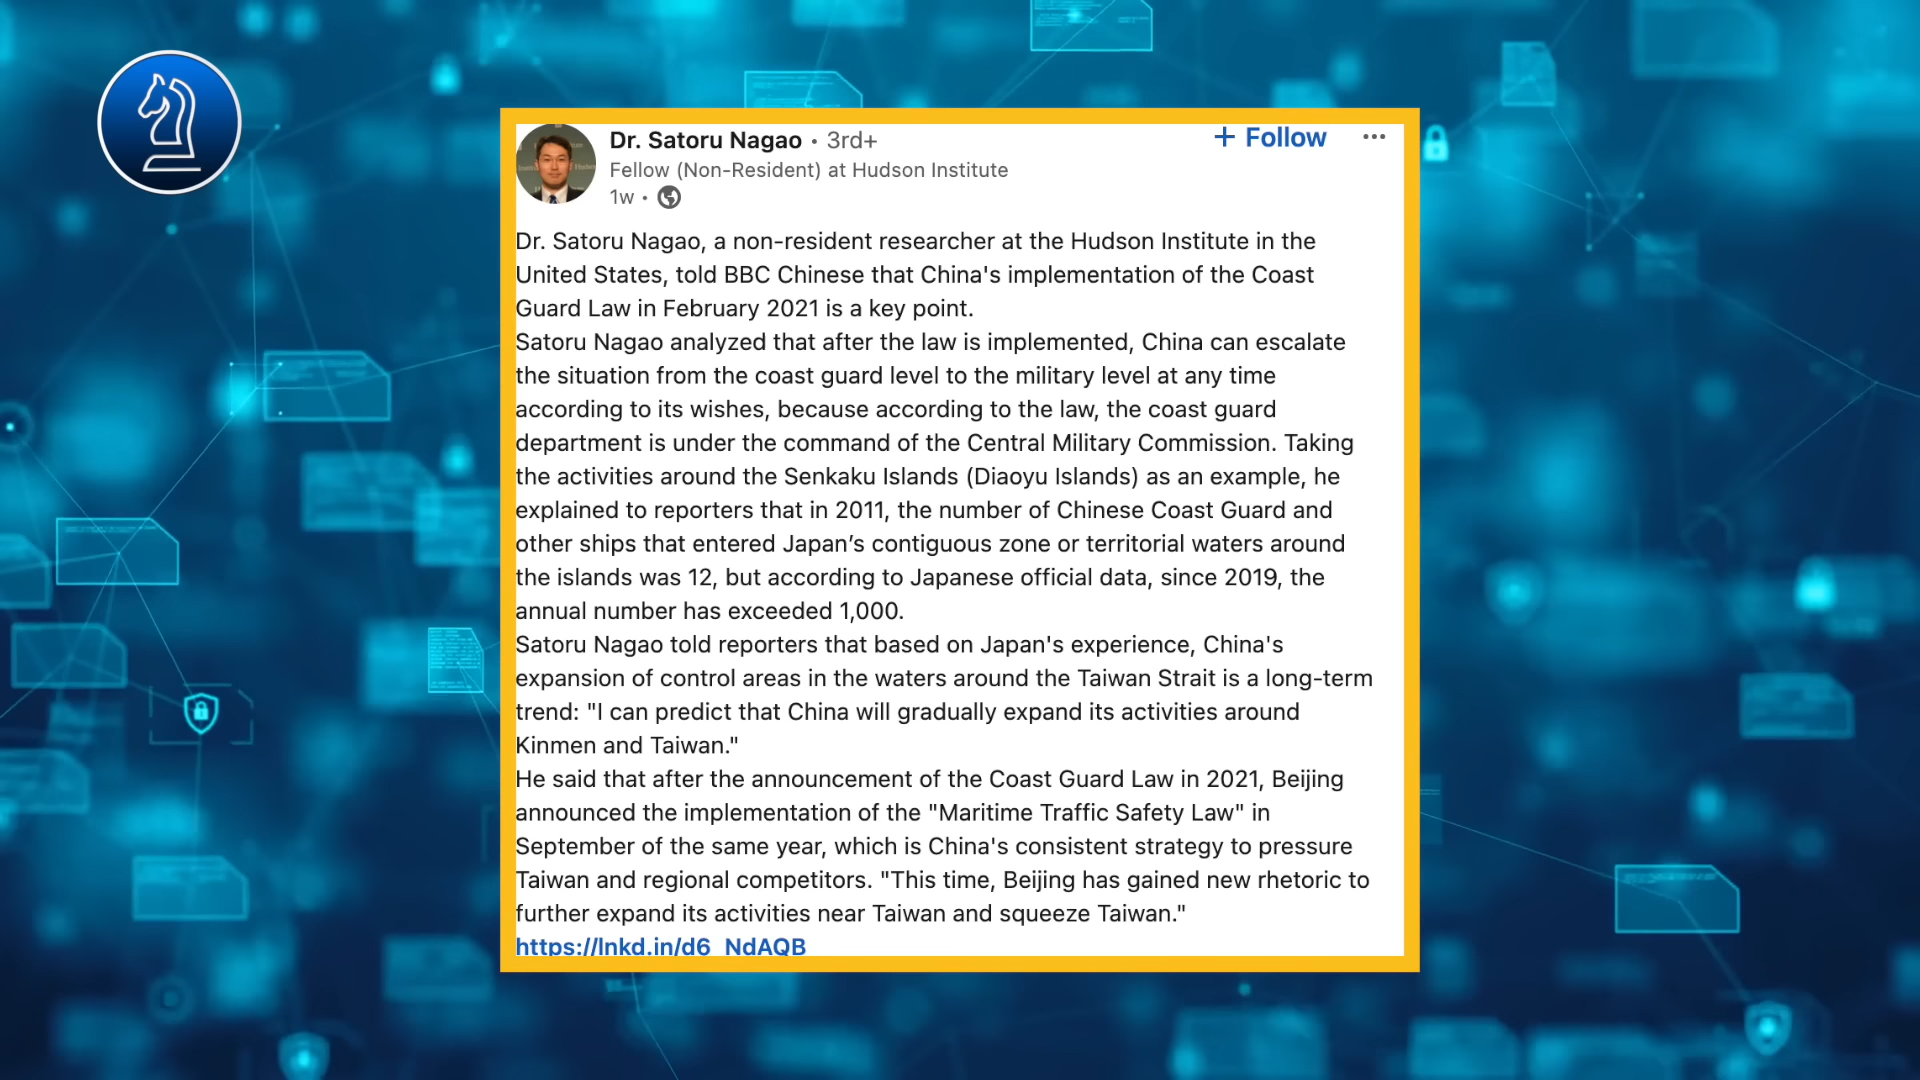 Dr. Satoru Nagao • 3rd+
+ Follow
Fellow (Non-Resident) at Hudson Institute
1w •
Dr. Satoru Nagao, a non-resident researcher at the Hudson Institute in the
United States, told BBC Chinese that China's implementation of the Coast
Guard Law in February 2021 is a key point.
Satoru Nagao analyzed that after the law is implemented, China can escalate
the situation from the coast guard level to the military level at any time
according to its wishes, because according to the law, the coast guard
department is under the command of the Central Military Commission. Taking
the activities around the Senkaku Islands (Diaoyu Islands) as an example, he
explained to reporters that in 2011, the number of Chinese Coast Guard and
other ships that entered Japan’s contiguous zone or territorial waters around
the islands was 12, but according to Japanese official data, since 2019, the
annual number has exceeded 1,000.
Satoru Nagao told reporters that based on Japan's experience, China's
expansion of control areas in the waters around the Taiwan Strait is a long-term
trend: "I can predict that China will gradually expand its activities around
Kinmen and Taiwan."
He said that after the announcement of the Coast Guard Law in 2021, Beijing
announced the implementation of the "Maritime Traffic Safety Law" in
September of the same year, which is China's consistent strategy to pressure
Taiwan and regional competitors. "This time, Beijing has gained new rhetoric to
further expand its activities near Taiwan and squeeze Taiwan."
https://lnkd.in/d6_NdAQB